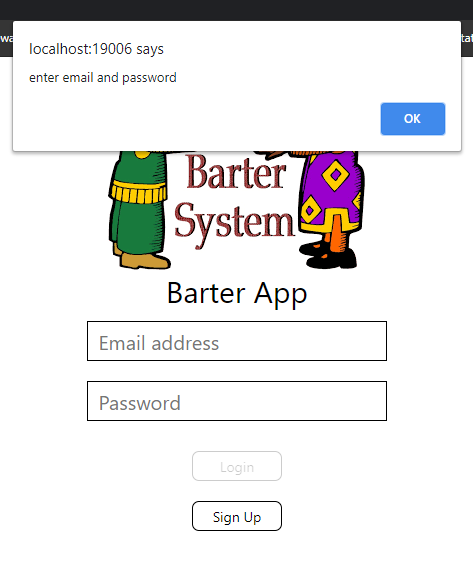 localhost:19006 says
enter email and password
OK
Barter
System
Barter App
Email address
Password
Login
Sign Up